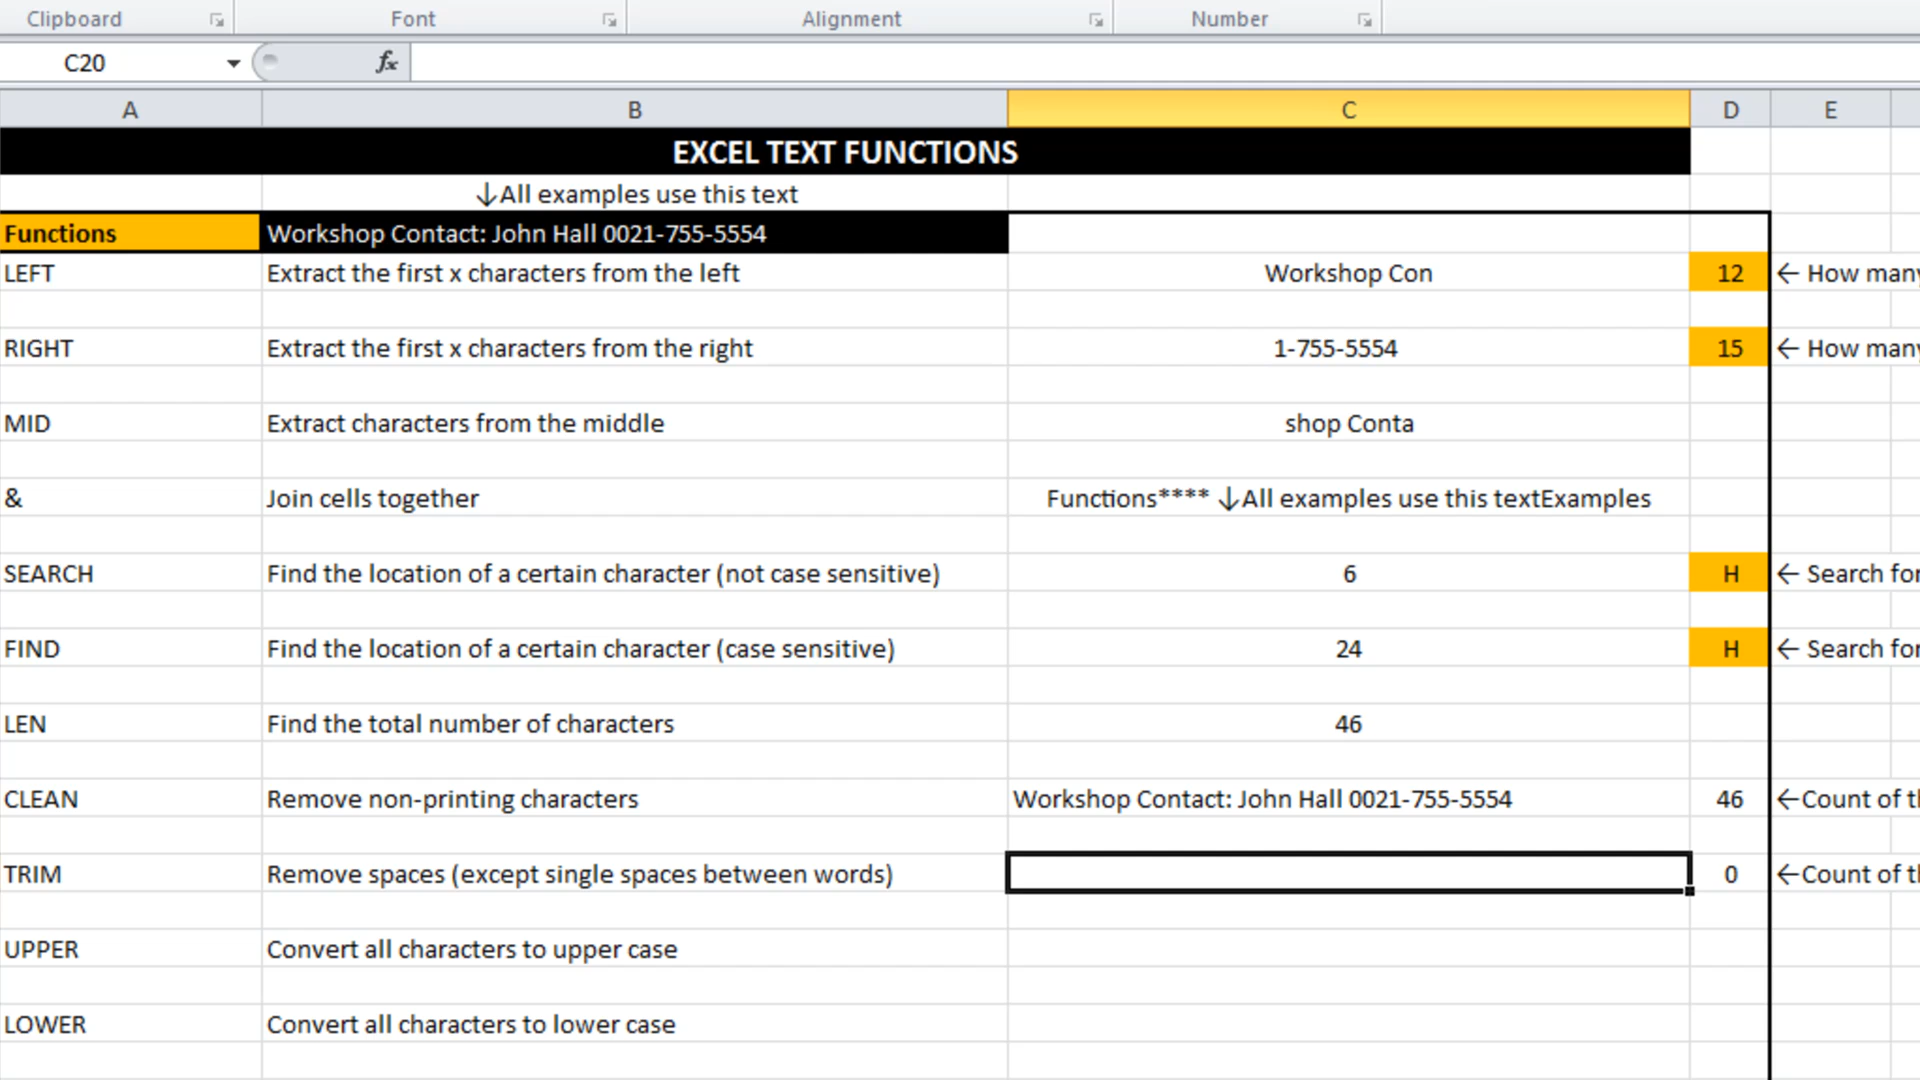 Clipboard Font Alignment Number
C20 fx
A B C D E
EXCEL TEXT FUNCTIONS
↓All examples use this text
Functions Workshop Contact: John Hall 0021-755-5554
LEFT Extract the first x characters from the left Workshop Con 12 ← How many
RIGHT Extract the first x characters from the right 1-755-5554 15 ← How many
MID Extract characters from the middle shop Conta
& Join cells together Functions**** ↓All examples use this textExamples
SEARCH Find the location of a certain character (not case sensitive) 6 H ← Search for
FIND Find the location of a certain character (case sensitive) 24 H ← Search for
LEN Find the total number of characters 46
CLEAN Remove non-printing characters Workshop Contact: John Hall 0021-755-5554 46 ←Count of
TRIM Remove spaces (except single spaces between words) 0 ←Count of
UPPER Convert all characters to upper case
LOWER Convert all characters to lower case